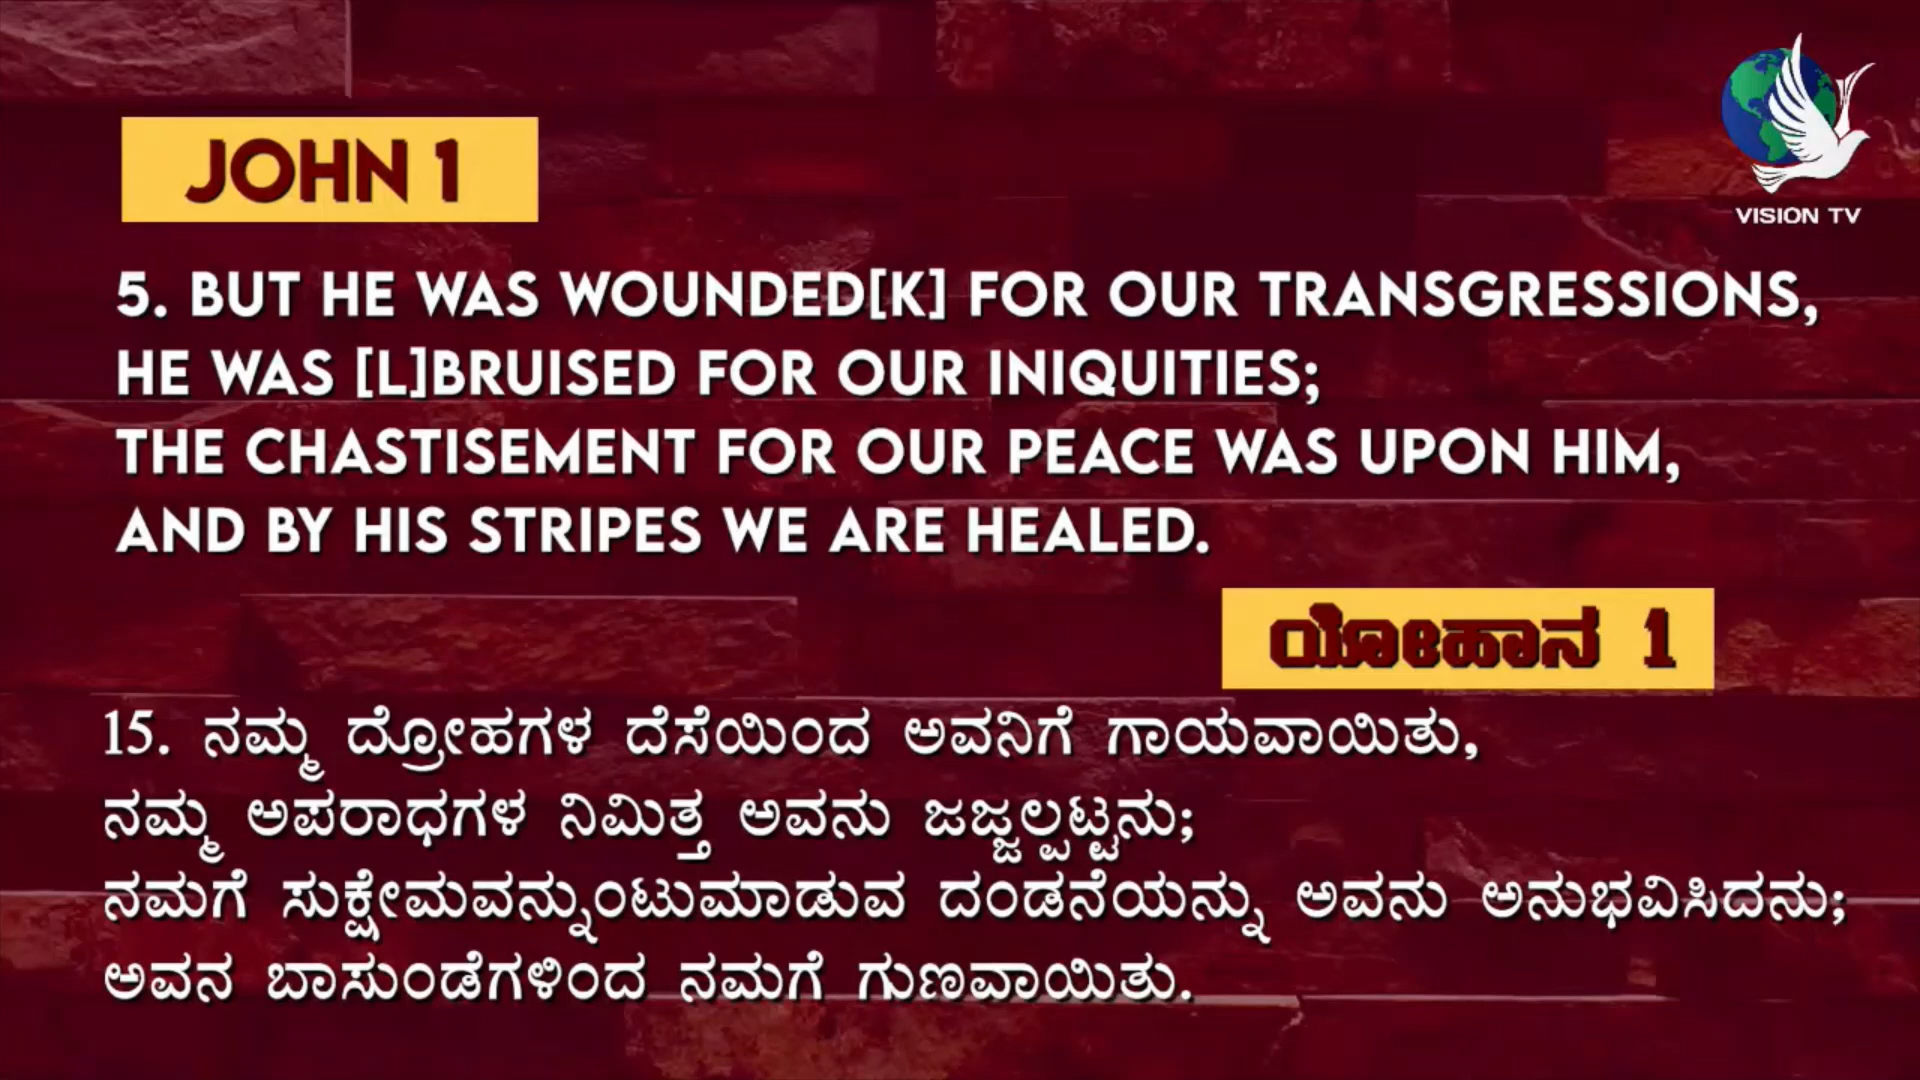 VISION TV
JOHN 1
5. BUT HE WAS WOUNDED[K] FOR OUR TRANSGRESSIONS,
HE WAS [L]BRUISED FOR OUR INIQUITIES;
THE CHASTISEMENT FOR OUR PEACE WAS UPON HIM,
AND BY HIS STRIPES WE ARE HEALED.
ಯೋಹಾನ 1
15. ನಮ್ಮ ದ್ರೋಹಗಳ ದೆಸೆಯಿಂದ ಅವನಿಗೆ ಗಾಯವಾಯಿತು,
ನಮ್ಮ ಅಪರಾಧಗಳ ನಿಮಿತ್ತ ಅವನು ಜಜ್ಜಲ್ಪಟ್ಟನು;
ನಮಗೆ ಸುಕ್ಷೇಮವನ್ನುಂಟುಮಾಡುವ ದಂಡನೆಯನ್ನು ಅವನು ಅನುಭವಿಸಿದನು;
ಅವನ ಬಾಸುಂಡೆಗಳಿಂದ ನಮಗೆ ಗುಣವಾಯಿತು.